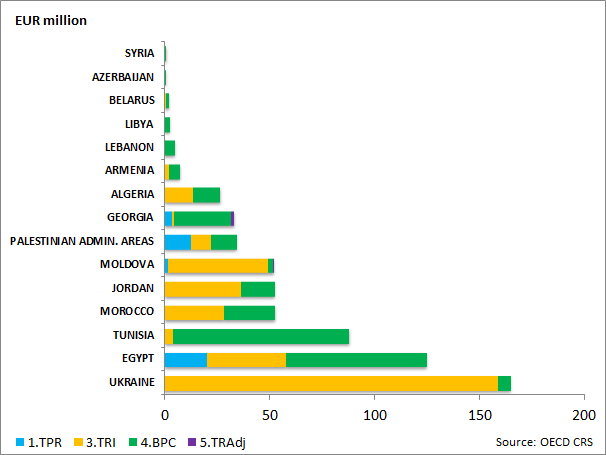 EUR million
SYRIA
AZERBAIJAN
BELARUS
LIBYA
LEBANON
ARMENIA
ALGERIA
GEORGIA
PALESTINIAN ADMIN. AREAS
MOLDOVA
JORDAN
MOROCCO
TUNISIA
EGYPT
UKRAINE
0 50 100 150 200
1.TPR 3.TRI 4.BPC 5.TRAdj Source: OECD CRS